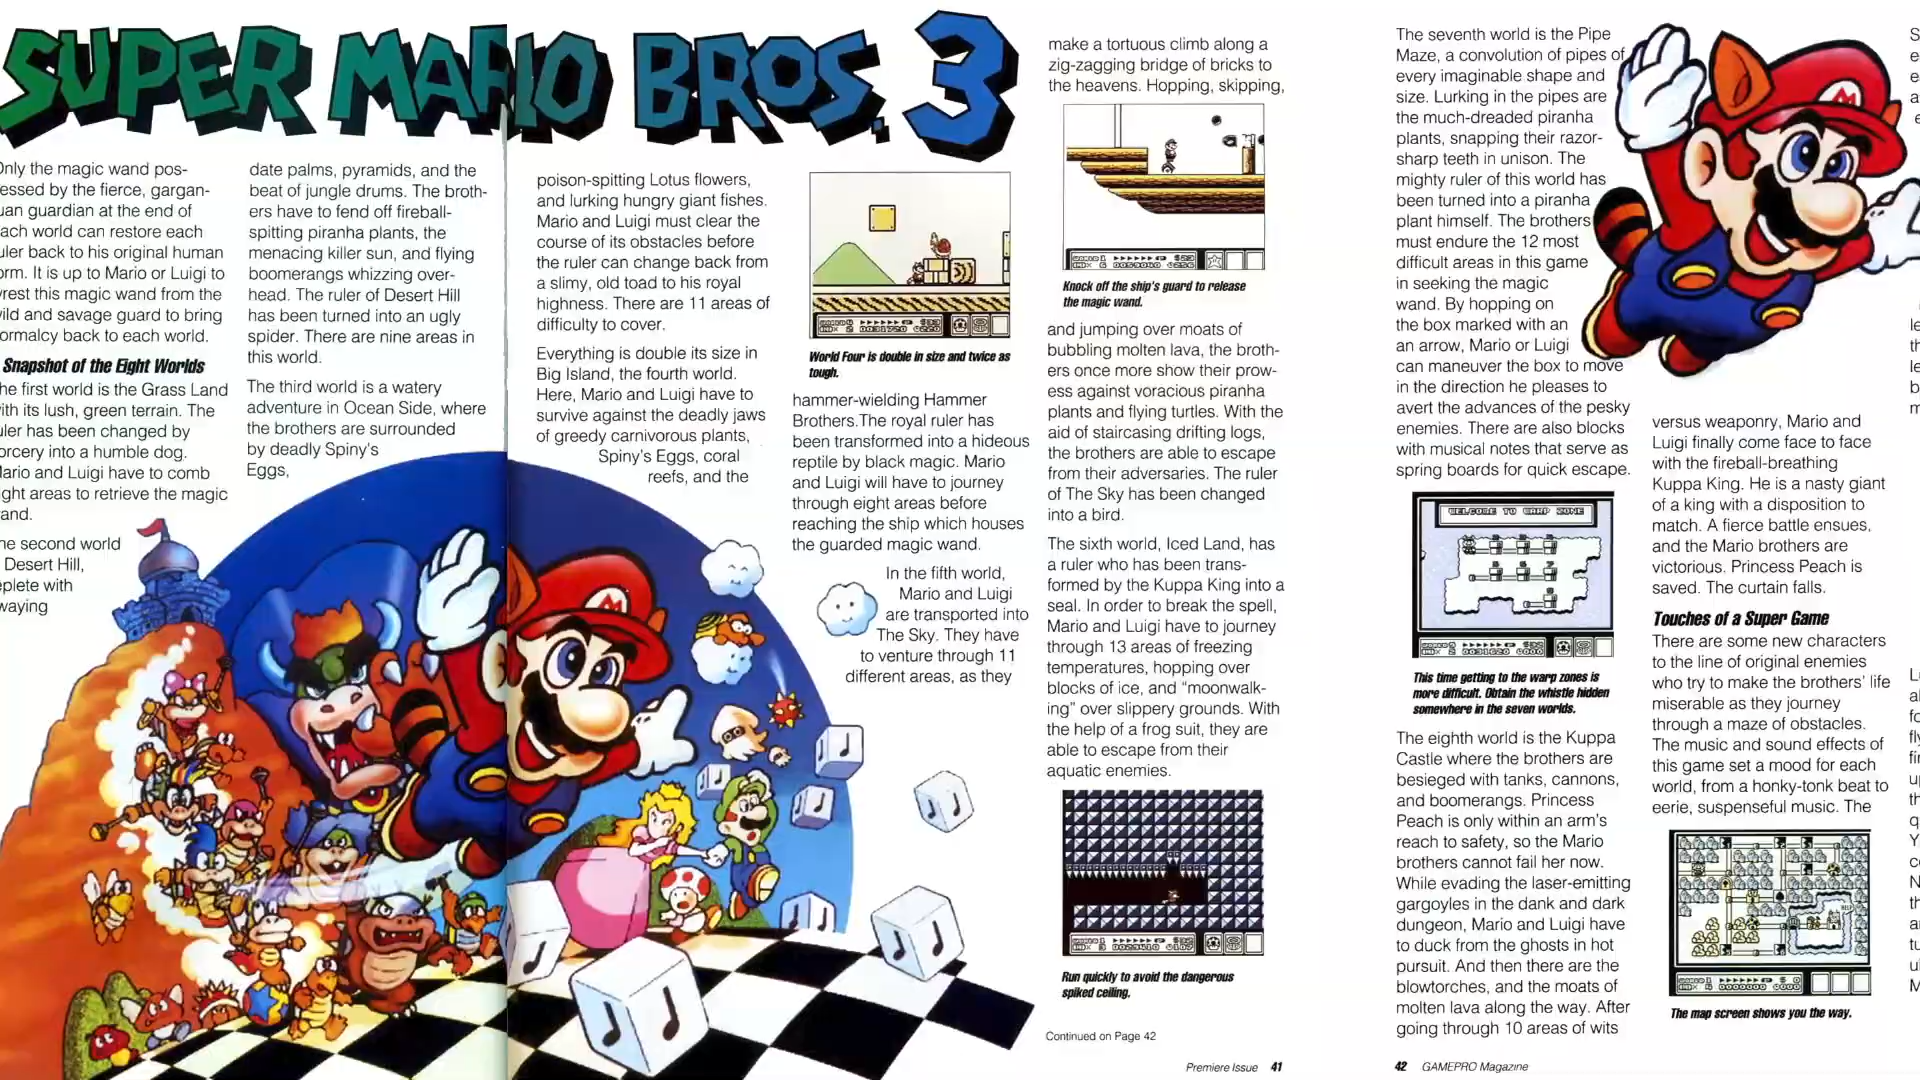 SUPER MARIO BROS. 3
Only the magic wand pos-
essed by the fierce, gargan-
uan guardian at the end of
ach world can restore each
uler back to his original human
orm. It is up to Mario or Luigi to
rest this magic wand from the
ild and savage guard to bring
ormalcy back to each world.
Snapshot of the Eight Worlds
he first world is the Grass Land
ith its lush, green terrain. The
uler has been changed by
orcery into a humble dog.
Mario and Luigi have to comb
ight areas to retrieve the magic
and.
he second world
Desert Hill,
eplete with
waying
date palms, pyramids, and the
beat of jungle drums. The broth-
ers have to fend off fireball-
spitting piranha plants, the
menacing killer sun, and flying
boomerangs whizzing over-
head. The ruler of Desert Hill
has been turned into an ugly
spider. There are nine areas in
this world.
The third world is a watery
adventure in Ocean Side, where
the brothers are surrounded
by deadly Spiny's
Eggs,
poison-spitting Lotus flowers,
and lurking hungry giant fishes.
Mario and Luigi must clear the
course of its obstacles before
the ruler can change back from
a slimy, old toad to his royal
highness. There are 11 areas of
difficulty to cover.
Everything is double its size in
Big Island, the fourth world.
Here, Mario and Luigi have to
survive against the deadly jaws
of greedy carnivorous plants,
Spiny's Eggs, coral
reefs, and the
World Four is double in size and twice as
tough.
hammer-wielding Hammer
Brothers.The royal ruler has
been transformed into a hideous
reptile by black magic. Mario
and Luigi will have to journey
through eight areas before
reaching the ship which houses
the guarded magic wand.
In the fifth world,
Mario and Luigi
are transported into
The Sky. They have
to venture through 11
different areas, as they
make a tortuous climb along a
zig-zagging bridge of bricks to
the heavens. Hopping, skipping,
Knock off the ship's guard to release
the magic wand.
and jumping over moats of
bubbling molten lava, the broth-
ers once more show their prow-
ess against voracious piranha
plants and flying turtles. With the
aid of staircasing drifting logs,
the brothers are able to escape
from their adversaries. The ruler
of The Sky has been changed
into a bird.
The sixth world, Iced Land, has
a ruler who has been trans-
formed by the Kuppa King into a
seal. In order to break the spell,
Mario and Luigi have to journey
through 13 areas of freezing
temperatures, hopping over
blocks of ice, and "moonwalk-
ing" over slippery grounds. With
the help of a frog suit, they are
able to escape from their
aquatic enemies.
Run quickly to avoid the dangerous
spiked ceiling.
Continued on Page 42
Premiere Issue 41
The seventh world is the Pipe
Maze, a convolution of pipes of
every imaginable shape and
size. Lurking in the pipes are
the much-dreaded piranha
plants, snapping their razor-
sharp teeth in unison. The
mighty ruler of this world has
been turned into a piranha
plant himself. The brothers
must endure the 12 most
difficult areas in this game
in seeking the magic
wand. By hopping on
the box marked with an
an arrow, Mario or Luigi
can maneuver the box to move
in the direction he pleases to
avert the advances of the pesky
enemies. There are also blocks
with musical notes that serve as
spring boards for quick escape.
WELCOME TO WARP ZONE
This time getting to the warp zones is
more difficult. Obtain the whistle hidden
somewhere in the seven worlds.
The eighth world is the Kuppa
Castle where the brothers are
besieged with tanks, cannons,
and boomerangs. Princess
Peach is only within an arm's
reach to safety, so the Mario
brothers cannot fail her now.
While evading the laser-emitting
gargoyles in the dank and dark
dungeon, Mario and Luigi have
to duck from the ghosts in hot
pursuit. And then there are the
blowtorches, and the moats of
molten lava along the way. After
going through 10 areas of wits
42 GAMEPRO Magazine
M
versus weaponry, Mario and
Luigi finally come face to face
with the fireball-breathing
Kuppa King. He is a nasty giant
of a king with a disposition to
match. A fierce battle ensues,
and the Mario brothers are
victorious. Princess Peach is
saved. The curtain falls.
Touches of a Super Game
There are some new characters
to the line of original enemies
who try to make the brothers' life
miserable as they journey
through a maze of obstacles.
The music and sound effects of
this game set a mood for each
world, from a honky-tonk beat to
eerie, suspenseful music. The
The map screen shows you the way.